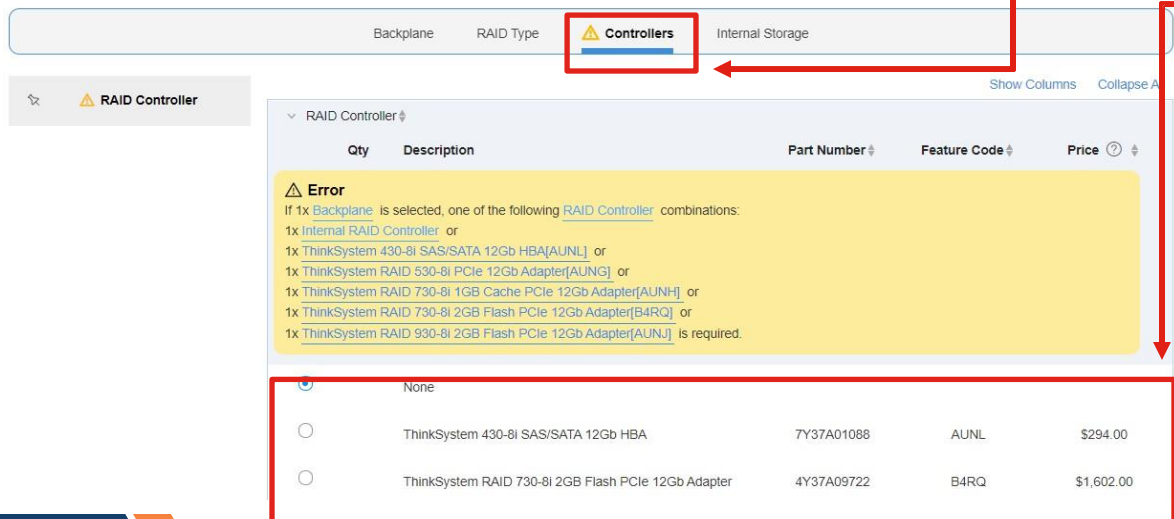 Backplane RAID Type Controllers Internal Storage
Show Columns Collapse A
RAID Controller
RAID Controller
Qty Description Part Number Feature Code Price
Error
If 1x Backplane is selected, one of the following RAID Controller combinations:
1x Internal RAID Controller or
1x ThinkSystem 430-8i SAS/SATA 12Gb HBA[AUNL] or
1x ThinkSystem RAID 530-8i PCIe 12Gb Adapter[AUNG] or
1x ThinkSystem RAID 730-8i 1GB Cache PCIe 12Gb Adapter[AUNH] or
1x ThinkSystem RAID 730-8i 2GB Flash PCIe 12Gb Adapter[B4RQ] or
1x ThinkSystem RAID 930-8i 2GB Flash PCIe 12Gb Adapter[AUNJ] is required.
None
ThinkSystem 430-8i SAS/SATA 12Gb HBA 7Y37A01088 AUNL $294.00
ThinkSystem RAID 730-8i 2GB Flash PCIe 12Gb Adapter 4Y37A09722 B4RQ $1,602.00